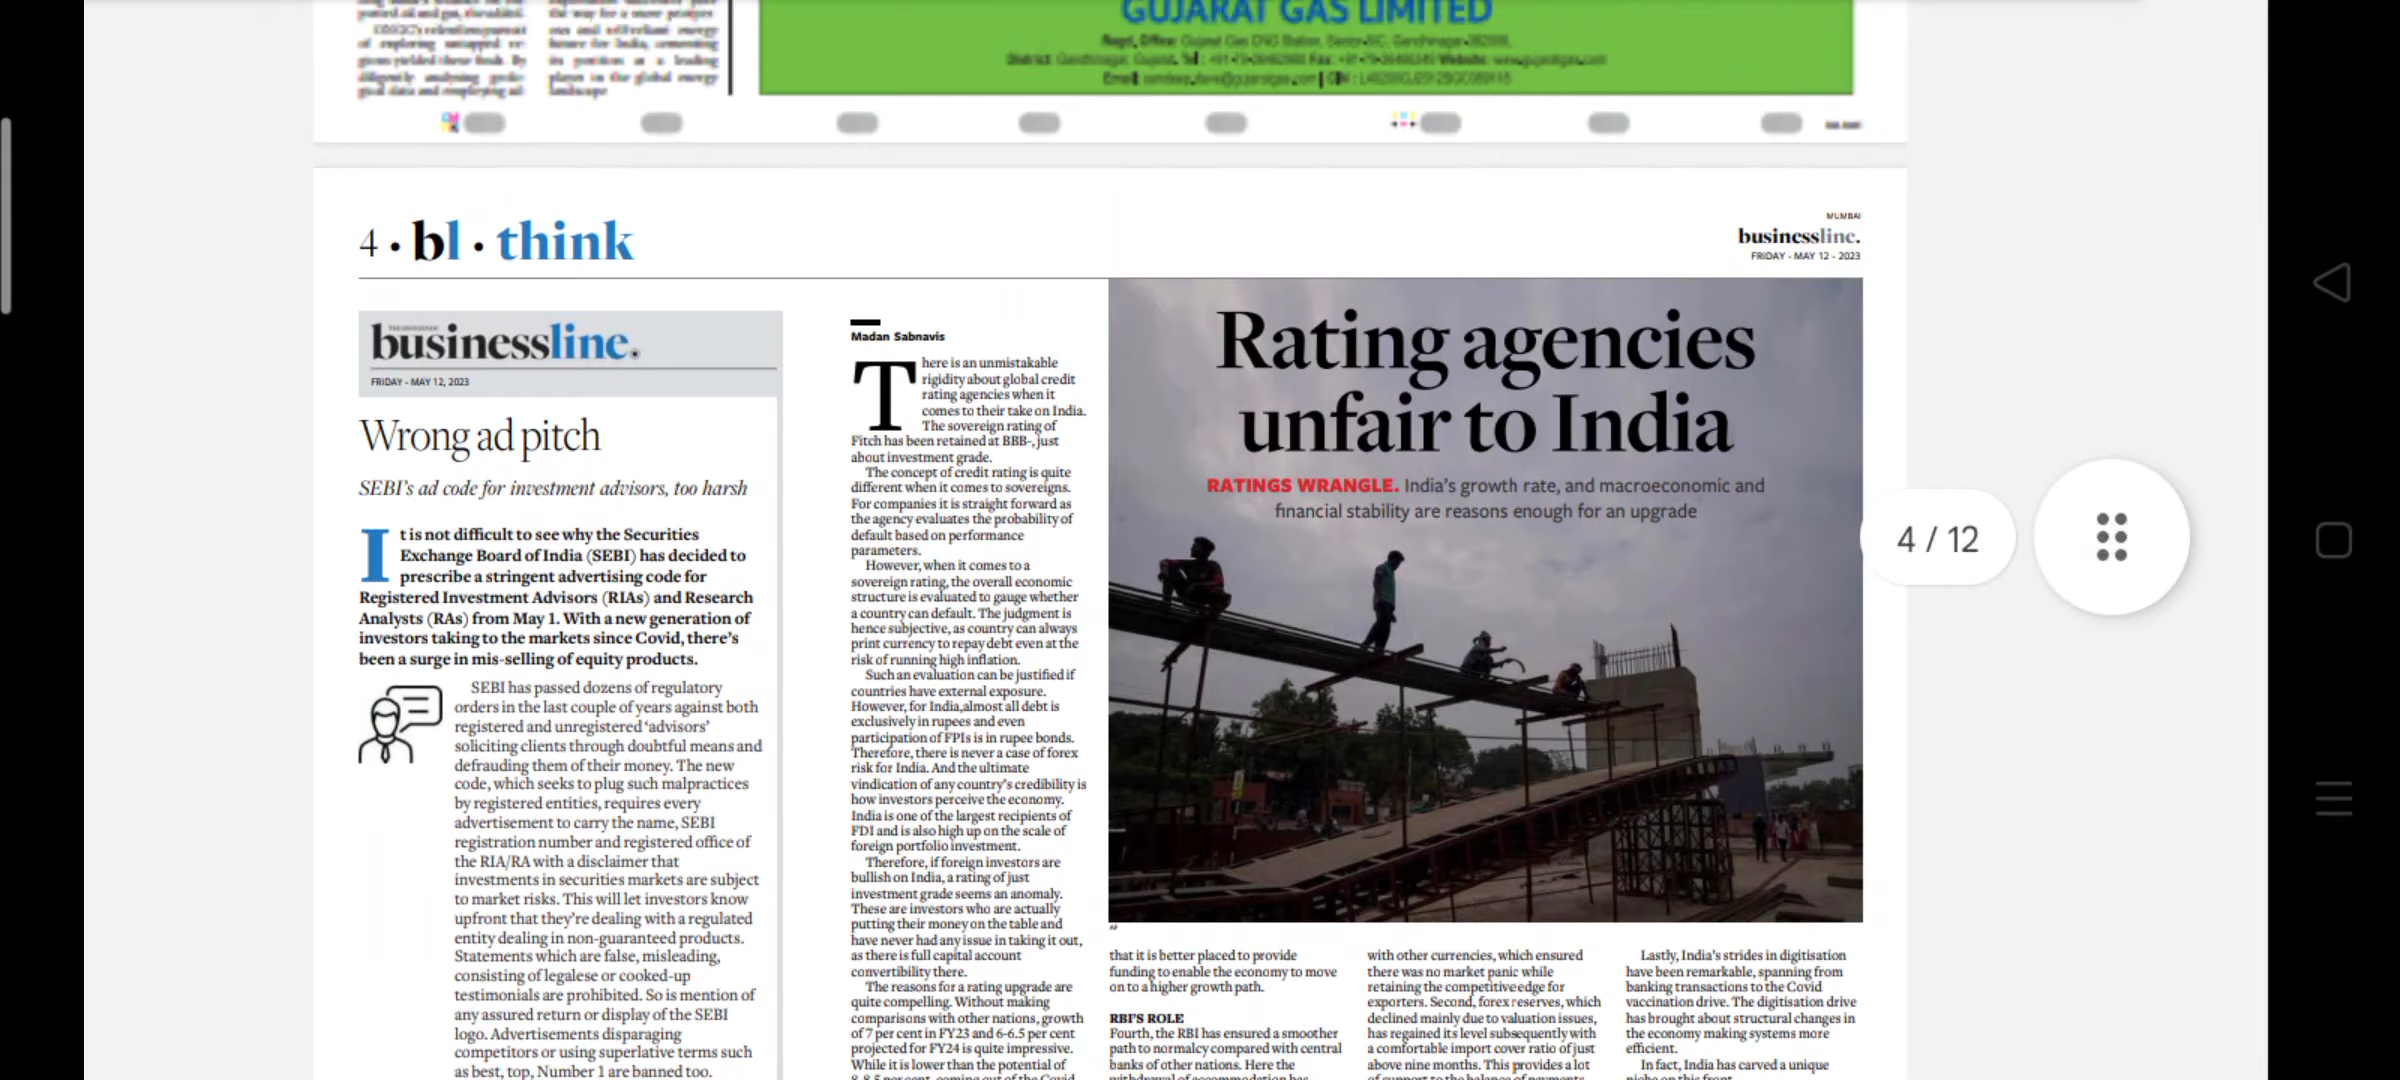 GUJARAT GAS LIMITED
4 • bl • think
MUMBAI
businessline.
FRIDAY - MAY 12 - 2023
businessline.
FRIDAY - MAY 12, 2023
Wrong ad pitch
SEBI's ad code for investment advisors, too harsh
It is not difficult to see why the Securities
Exchange Board of India (SEBI) has decided to
prescribe a stringent advertising code for
Registered Investment Advisors (RIAs) and Research
Analysts (RAs) from May 1. With a new generation of
investors taking to the markets since Covid, there's
been a surge in mis-selling of equity products.
SEBI has passed dozens of regulatory
orders in the last couple of years against both
registered and unregistered 'advisors'
soliciting clients through doubtful means and
defrauding them of their money. The new
code, which seeks to plug such malpractices
by registered entities, requires every
advertisement to carry the name, SEBI
registration number and registered office of
the RIA/RA with a disclaimer that
investments in securities markets are subject
to market risks. This will let investors know
upfront that they're dealing with a regulated
entity dealing in non-guaranteed products.
Statements which are false, misleading,
consisting of legalese or cooked-up
testimonials are prohibited. So is mention of
any assured return or display of the SEBI
logo. Advertisements disparaging
competitors or using superlative terms such
as best, top, Number 1 are banned too.
Madan Sabnavis
There is an unmistakable
rigidity about global credit
rating agencies when it
comes to their take on India.
The sovereign rating of
Fitch has been retained at BBB-, just
about investment grade.
The concept of credit rating is quite
different when it comes to sovereigns.
For companies it is straight forward as
the agency evaluates the probability of
default based on performance
parameters.
However, when it comes to a
sovereign rating, the overall economic
structure is evaluated to gauge whether
a country can default. The judgment is
hence subjective, as country can always
print currency to repay debt even at the
risk of running high inflation.
Such an evaluation can be justified if
countries have external exposure.
However, for India,almost all debt is
exclusively in rupees and even
participation of FPIs is in rupee bonds.
Therefore, there is never a case of forex
risk for India. And the ultimate
vindication of any country's credibility is
how investors perceive the economy.
India is one of the largest recipients of
FDI and is also high up on the scale of
foreign portfolio investment.
Therefore, if foreign investors are
bullish on India, a rating of just
investment grade seems an anomaly.
These are investors who are actually
putting their money on the table and
have never had any issue in taking it out,
as there is full capital account
convertibility there.
The reasons for a rating upgrade are
quite compelling. Without making
comparisons with other nations, growth
of 7 per cent in FY23 and 6-6.5 per cent
projected for FY24 is quite impressive.
While it is lower than the potential of
Rating agencies
unfair to India
RATINGS WRANGLE. India's growth rate, and macroeconomic and
financial stability are reasons enough for an upgrade
4 / 12
that it is better placed to provide
funding to enable the economy to move
on to a higher growth path.
RBI'S ROLE
Fourth, the RBI has ensured a smoother
path to normalcy compared with central
banks of other nations. Here the
with other currencies, which ensured
there was no market panic while
retaining the competitive edge for
exporters. Second, forex reserves, which
declined mainly due to valuation issues,
has regained its level subsequently with
a comfortable import cover ratio of just
above nine months. This provides a lot
Lastly, India's strides in digitisation
have been remarkable, spanning from
banking transactions to the Covid
vaccination drive. The digitisation drive
has brought about structural changes in
the economy making systems more
efficient.
In fact, India has carved a unique